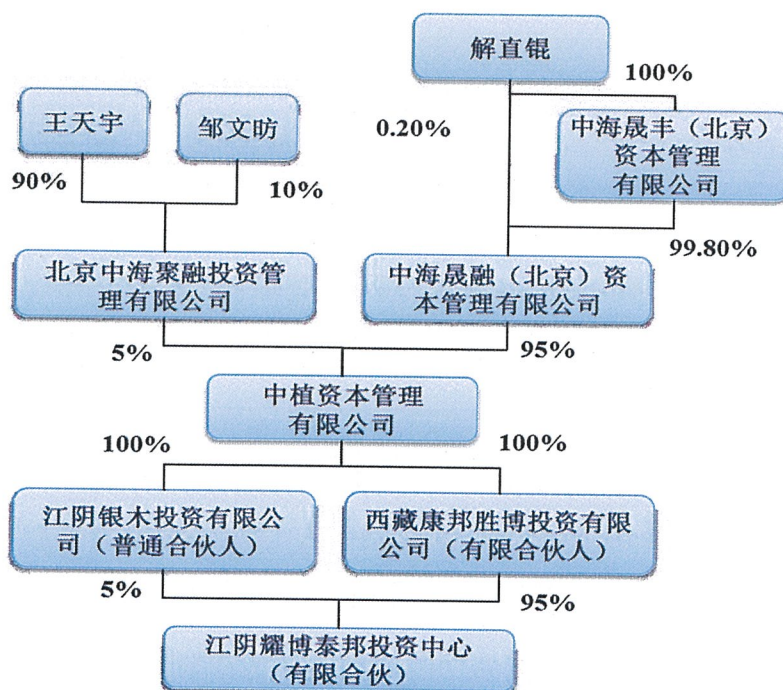 解直锟
100%
王天宇
邹文昉
0.20%
中海晟丰（北京）
资本管理
有限公司
90%
10%
99.80%
北京中海聚融投资管
理有限公司
中海晟融（北京）资
本管理有限公司
5%
95%
中植资本管理
有限公司
100%
100%
江阴银木投资有限公
司（普通合伙人）
西藏康邦胜博投资有限
公司（有限合伙人）
5%
95%
江阴耀博泰邦投资中心
（有限合伙）